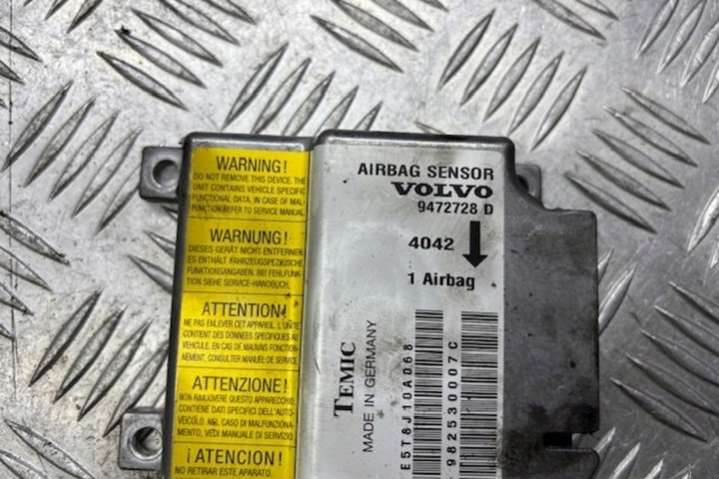 WARNING!
DO NOT REMOVE THIS DEVICE. THE
UNIT CONTAINS VEHICLE SPECIFIC
FUNCTIONAL DATA, IN CASE OF MAL-
FUNCTION REFER TO SERVICE MANUAL
WARNUNG!
DIESES GERÄT NICHT ENTFERNEN
ES ENTHÄLT FAHRZEUGSPEZIFISCHE
FUNKTIONSANGABEN. BEI FEHLFUNK-
TION SIEHE SERVICE-HANDBUCH.
ATTENTION!
NE PAS ENLEVER CET APPAREIL. L'UNITE
CONTIENT DES DONNEES SPECIFIQUES AU
VEHICULE. EN CAS DE MAUVAIS FONCTION-
NEMENT, CONSULTER MANUEL DE SERVICE
ATTENZIONE!
NON RIMUOVERE QUESTO APPARECCHIO.
CONTIENE DATI SPECIFICI DELL'AUTO-
VEICOLO. NEL CASO DI MALFUNZIONA-
MENTO, VEDI MANUALE DI SERVIZIO.
¡ATENCION!
NO RETIRAR ESTE APARATO.
AIRBAG SENSOR
VOLVO
9472728 D
4042
1 Airbag
TEMIC
MADE IN GERMANY
E5T8J10A068
9825300007C